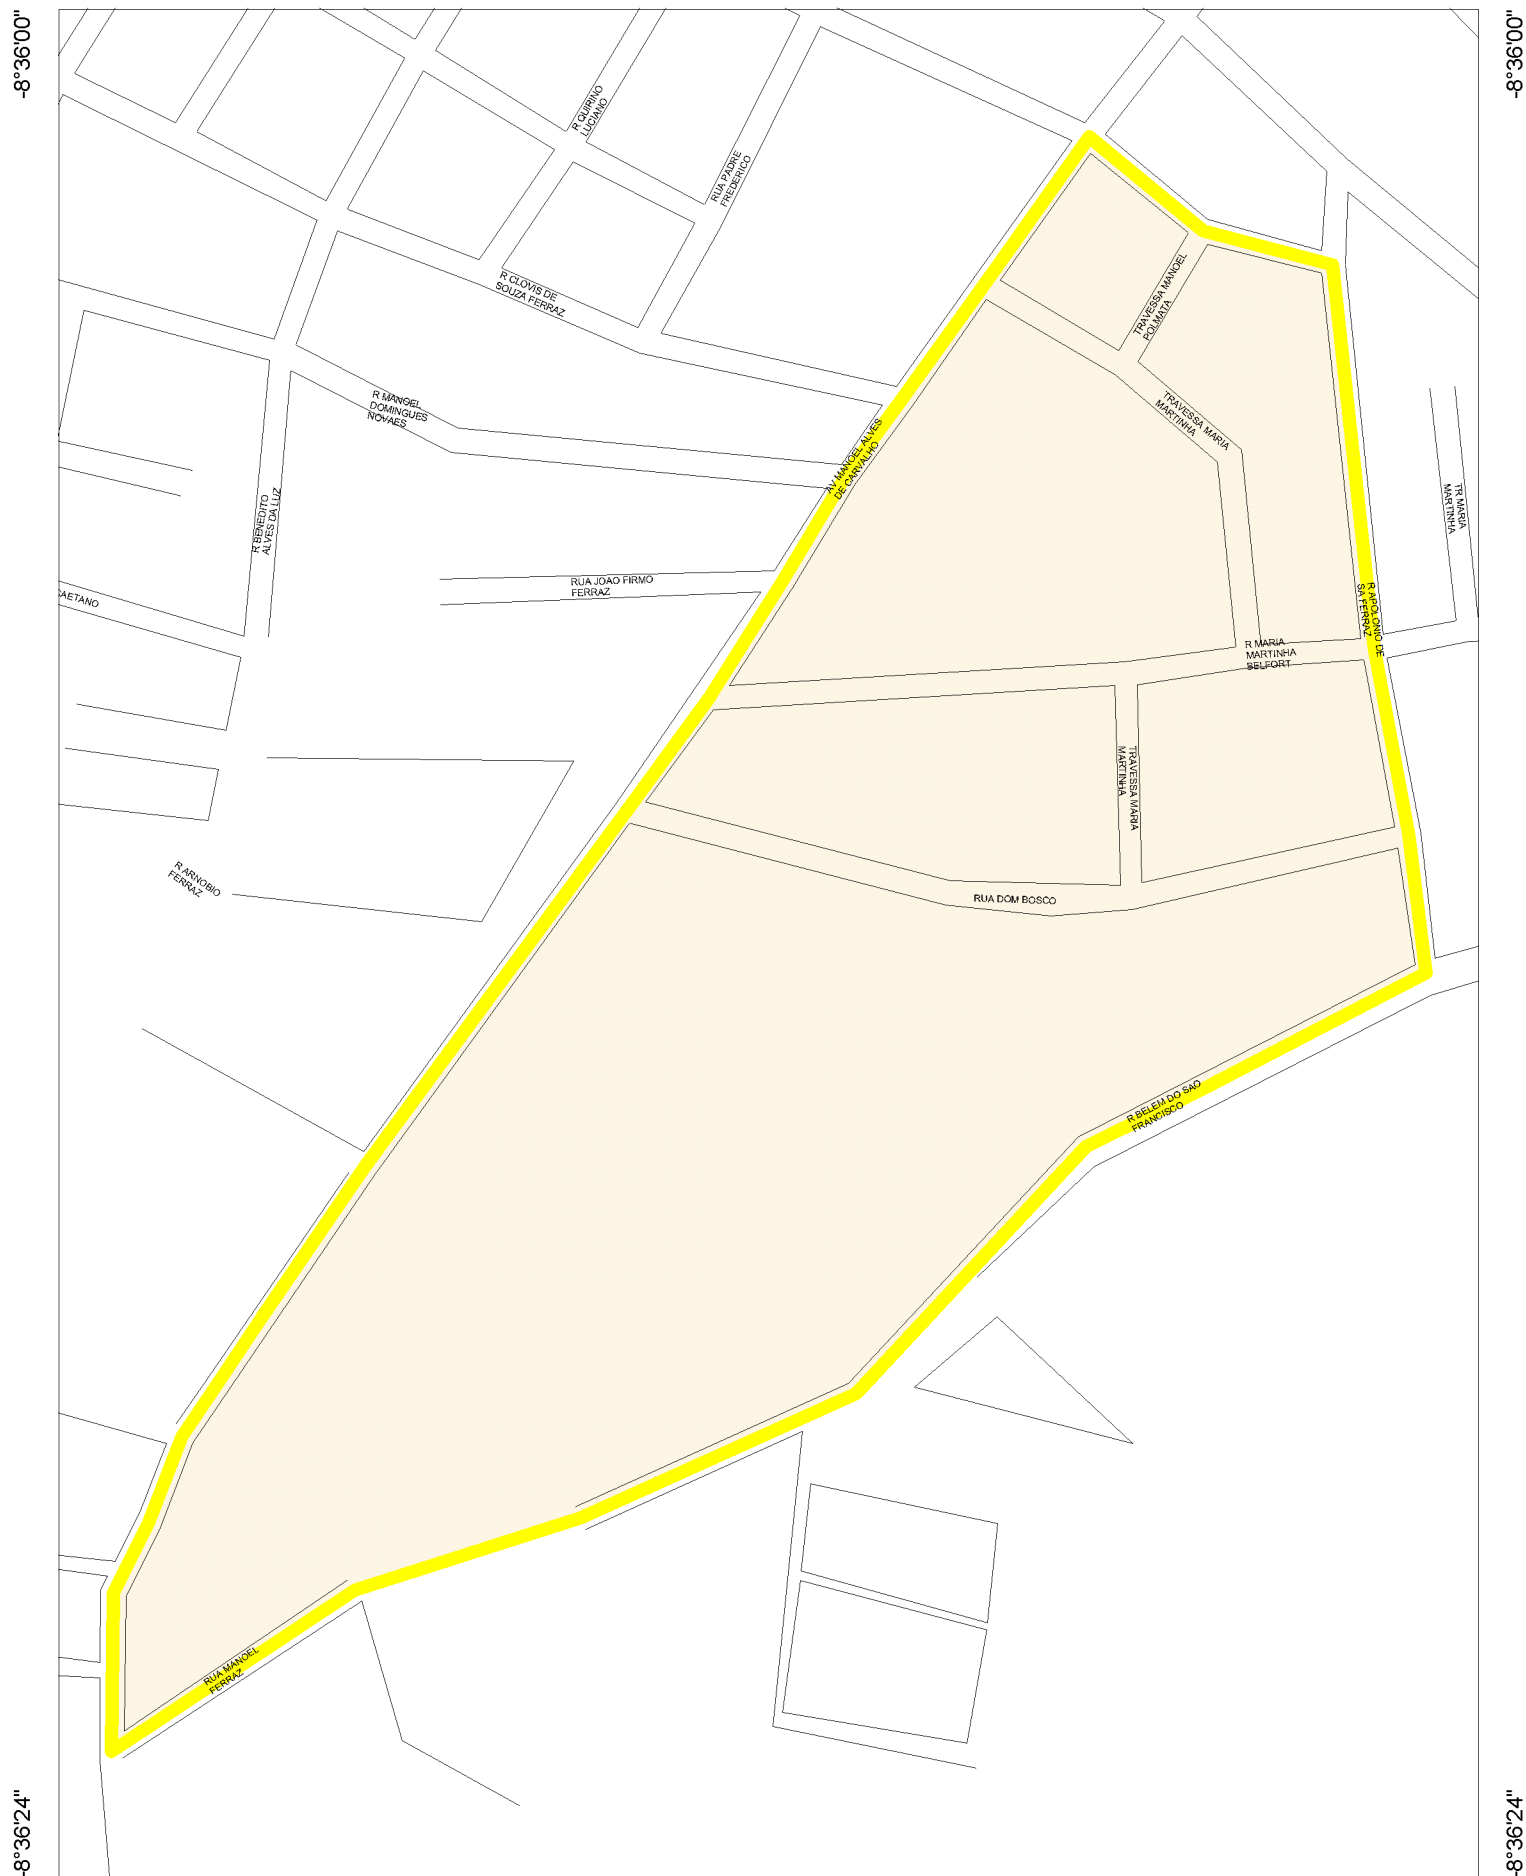 -8°36'00"
-8°36'00"
R QUIRINO
LUCIANO
RUA PADRE
FREDERICO
R CLOVIS DE
SOUZA FERRAZ
TRAVESSA MANOEL
POLMATA
R MANOEL
DOMINGUES
NOVAES
TRAVESSA MARIA
MARTINHA
AV MANOEL ALVES
DE CARVALHO
R BENEDITO
ALVES DA LUZ
TR MARIA
MARTINHA
RUA JOAO FIRMO
FERRAZ
CAETANO
R APOLONIO DE
SA FERRAZ
R MARIA
MARTINHA
BELFORT
TRAVESSA MARIA
MARTINHA
R ARNOBIO
FERRAZ
RUA DOM BOSCO
R BELEM DO SAO
FRANCISCO
RUA MANOEL
FERRAZ
-8°36'24"
-8°36'24"